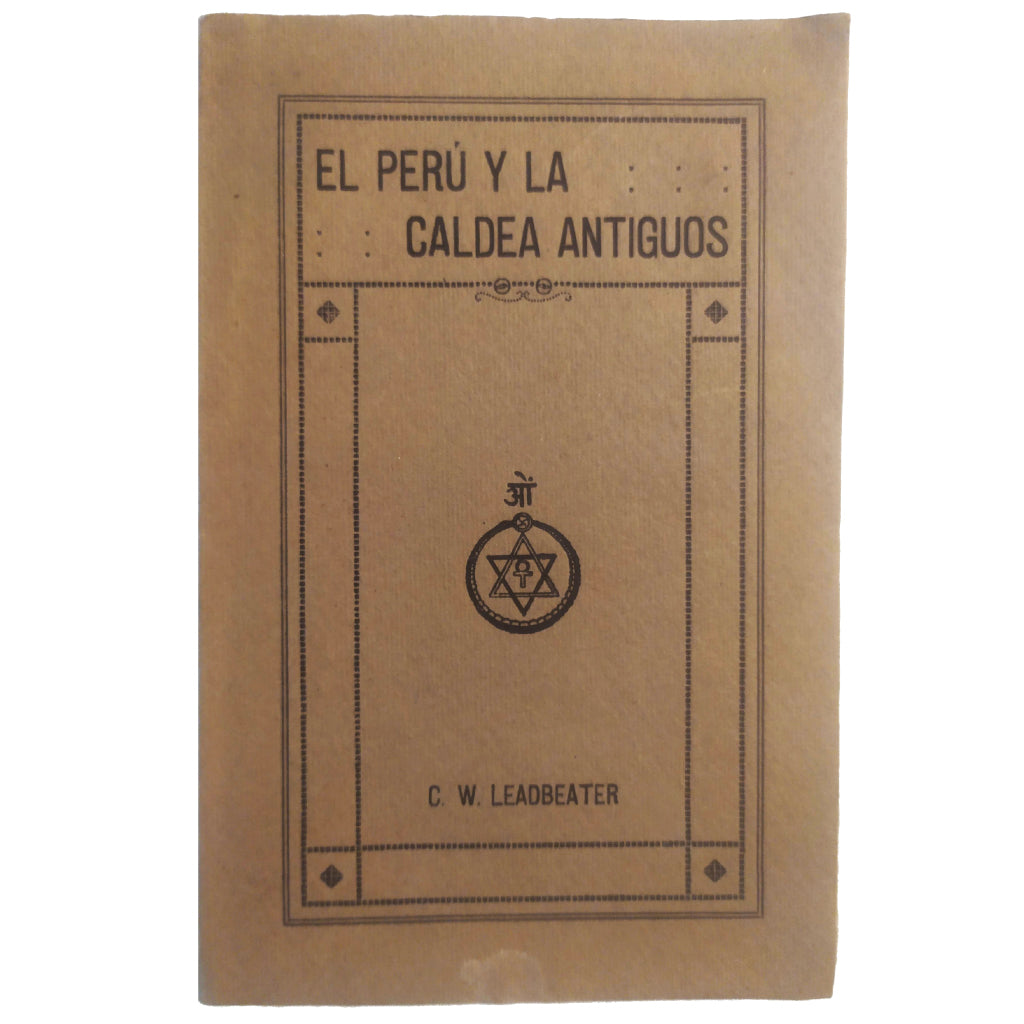 EL PERÚ Y LA : : :
: : CALDEA ANTIGUOS
ओं
C. W. LEADBEATER